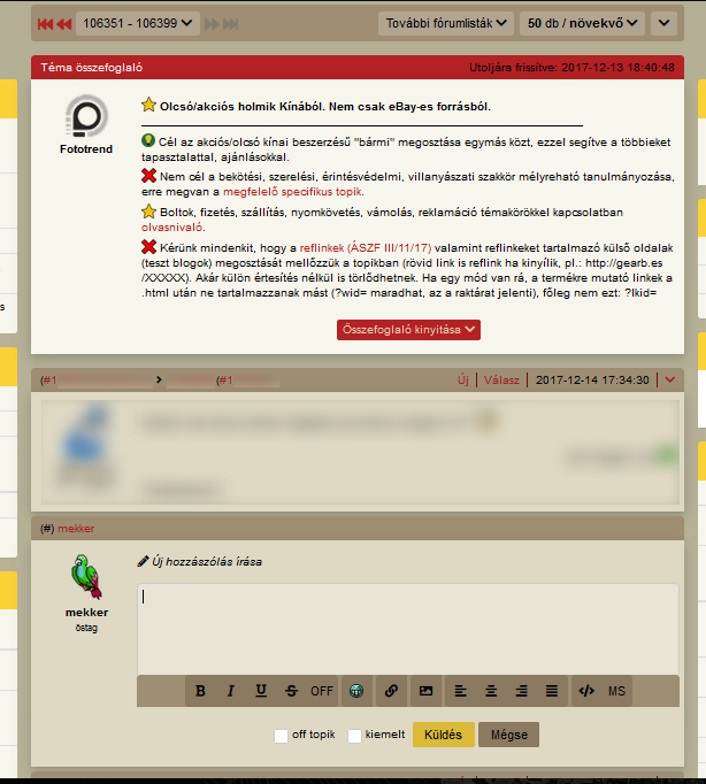 106351 - 106399 További fórumlisták 50 db / növekvő
Téma összefoglaló Utoljára frissítve: 2017-12-13 18:40:48
Fototrend
Olcsó/akciós holmik Kínából. Nem csak eBay-es forrásból.
Cél az akciós/olcsó kínai beszerzésű "bármi" megosztása egymás közt, ezzel segítve a többieket
tapasztalattal, ajánlásokkal.
Nem cél a bekötési, szerelési, érintésvédelmi, villanyászati szakkör mélyreható tanulmányozása,
erre megvan a megfelelő specifikus topik.
Boltok, fizetés, szállítás, nyomkövetés, vámolás, reklamáció témakörökkel kapcsolatban
olvasnivaló.
Kérünk mindenkit, hogy a reflinkek (ÁSZF III/11/17) valamint reflinkeket tartalmazó külső oldalak
(teszt blogok) megosztását mellőzzük a topikban (rövid link is reflink ha kinyílik, pl.: http://gearb.es
/XXXXX). Akár külön értesítés nélkül is törlődhetnek. Ha egy mód van rá, a termékre mutató linkek a
.html után ne tartalmazzanak mást (?wid= maradhat, az a raktárat jelenti), főleg nem ezt: ?lkid=
Összefoglaló kinyitása
(#1 (#1 Új | Válasz | 2017-12-14 17:34:30
(#) mekker
mekker
őstag
Új hozzászólás írása
B I U S OFF MS
off topik kiemelt Küldés Mégse